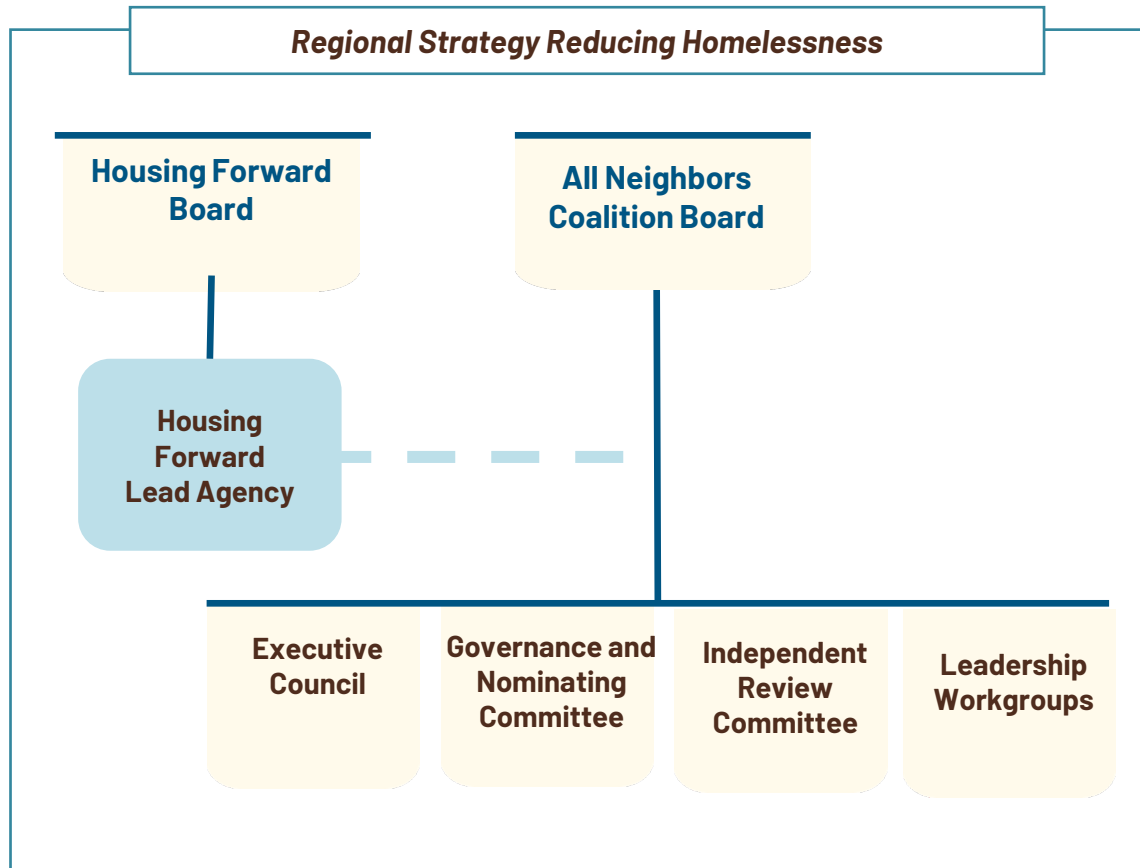 Regional Strategy Reducing Homelessness
Housing Forward
Board
All Neighbors
Coalition Board
Housing
Forward
Lead Agency
Executive
Council
Governance and
Nominating
Committee
Independent
Review
Committee
Leadership
Workgroups